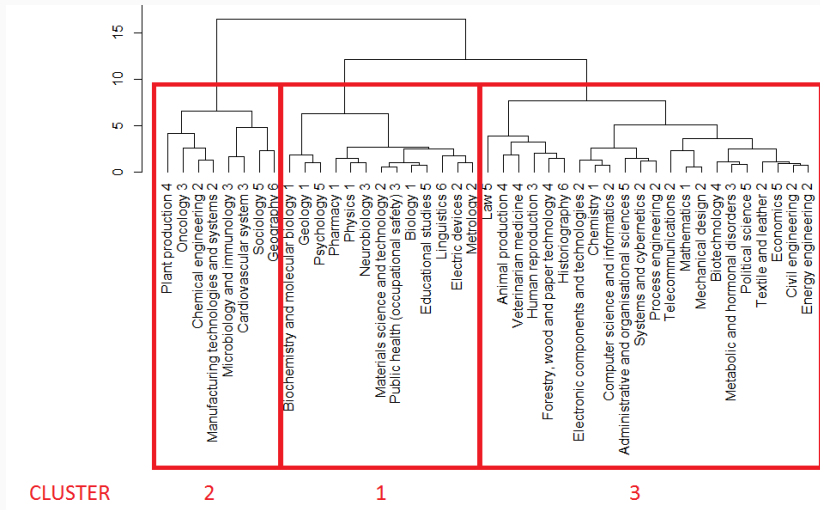 15
10
5
0
Plant production 4
Oncology 3
Chemical engineering 2
Manufacturing technologies and systems 2
Microbiology and immunology 3
Cardiovascular system 3
Sociology 5
Geography 6
Biochemistry and molecular biology 1
Geology 1
Psychology 5
Pharmacy 1
Physics 1
Neurobiology 3
Materials science and technology 2
Public health (occupational safety) 3
Biology 1
Educational studies 5
Linguistics 6
Electric devices 2
Metrology 2
Law 5
Animal production 4
Veterinarian medicine 4
Human reproduction 3
Forestry, wood and paper technology 4
Historiography 6
Electronic components and technologies 2
Chemistry 1
Computer science and informatics 2
Administrative and organisational sciences 5
Systems and cybernetics 2
Process engineering 2
Telecommunications 2
Mathematics 1
Mechanical design 2
Biotechnology 4
Metabolic and hormonal disorders 3
Political science 5
Textile and leather 2
Economics 5
Civil engineering 2
Energy engineering 2
CLUSTER 2 1 3